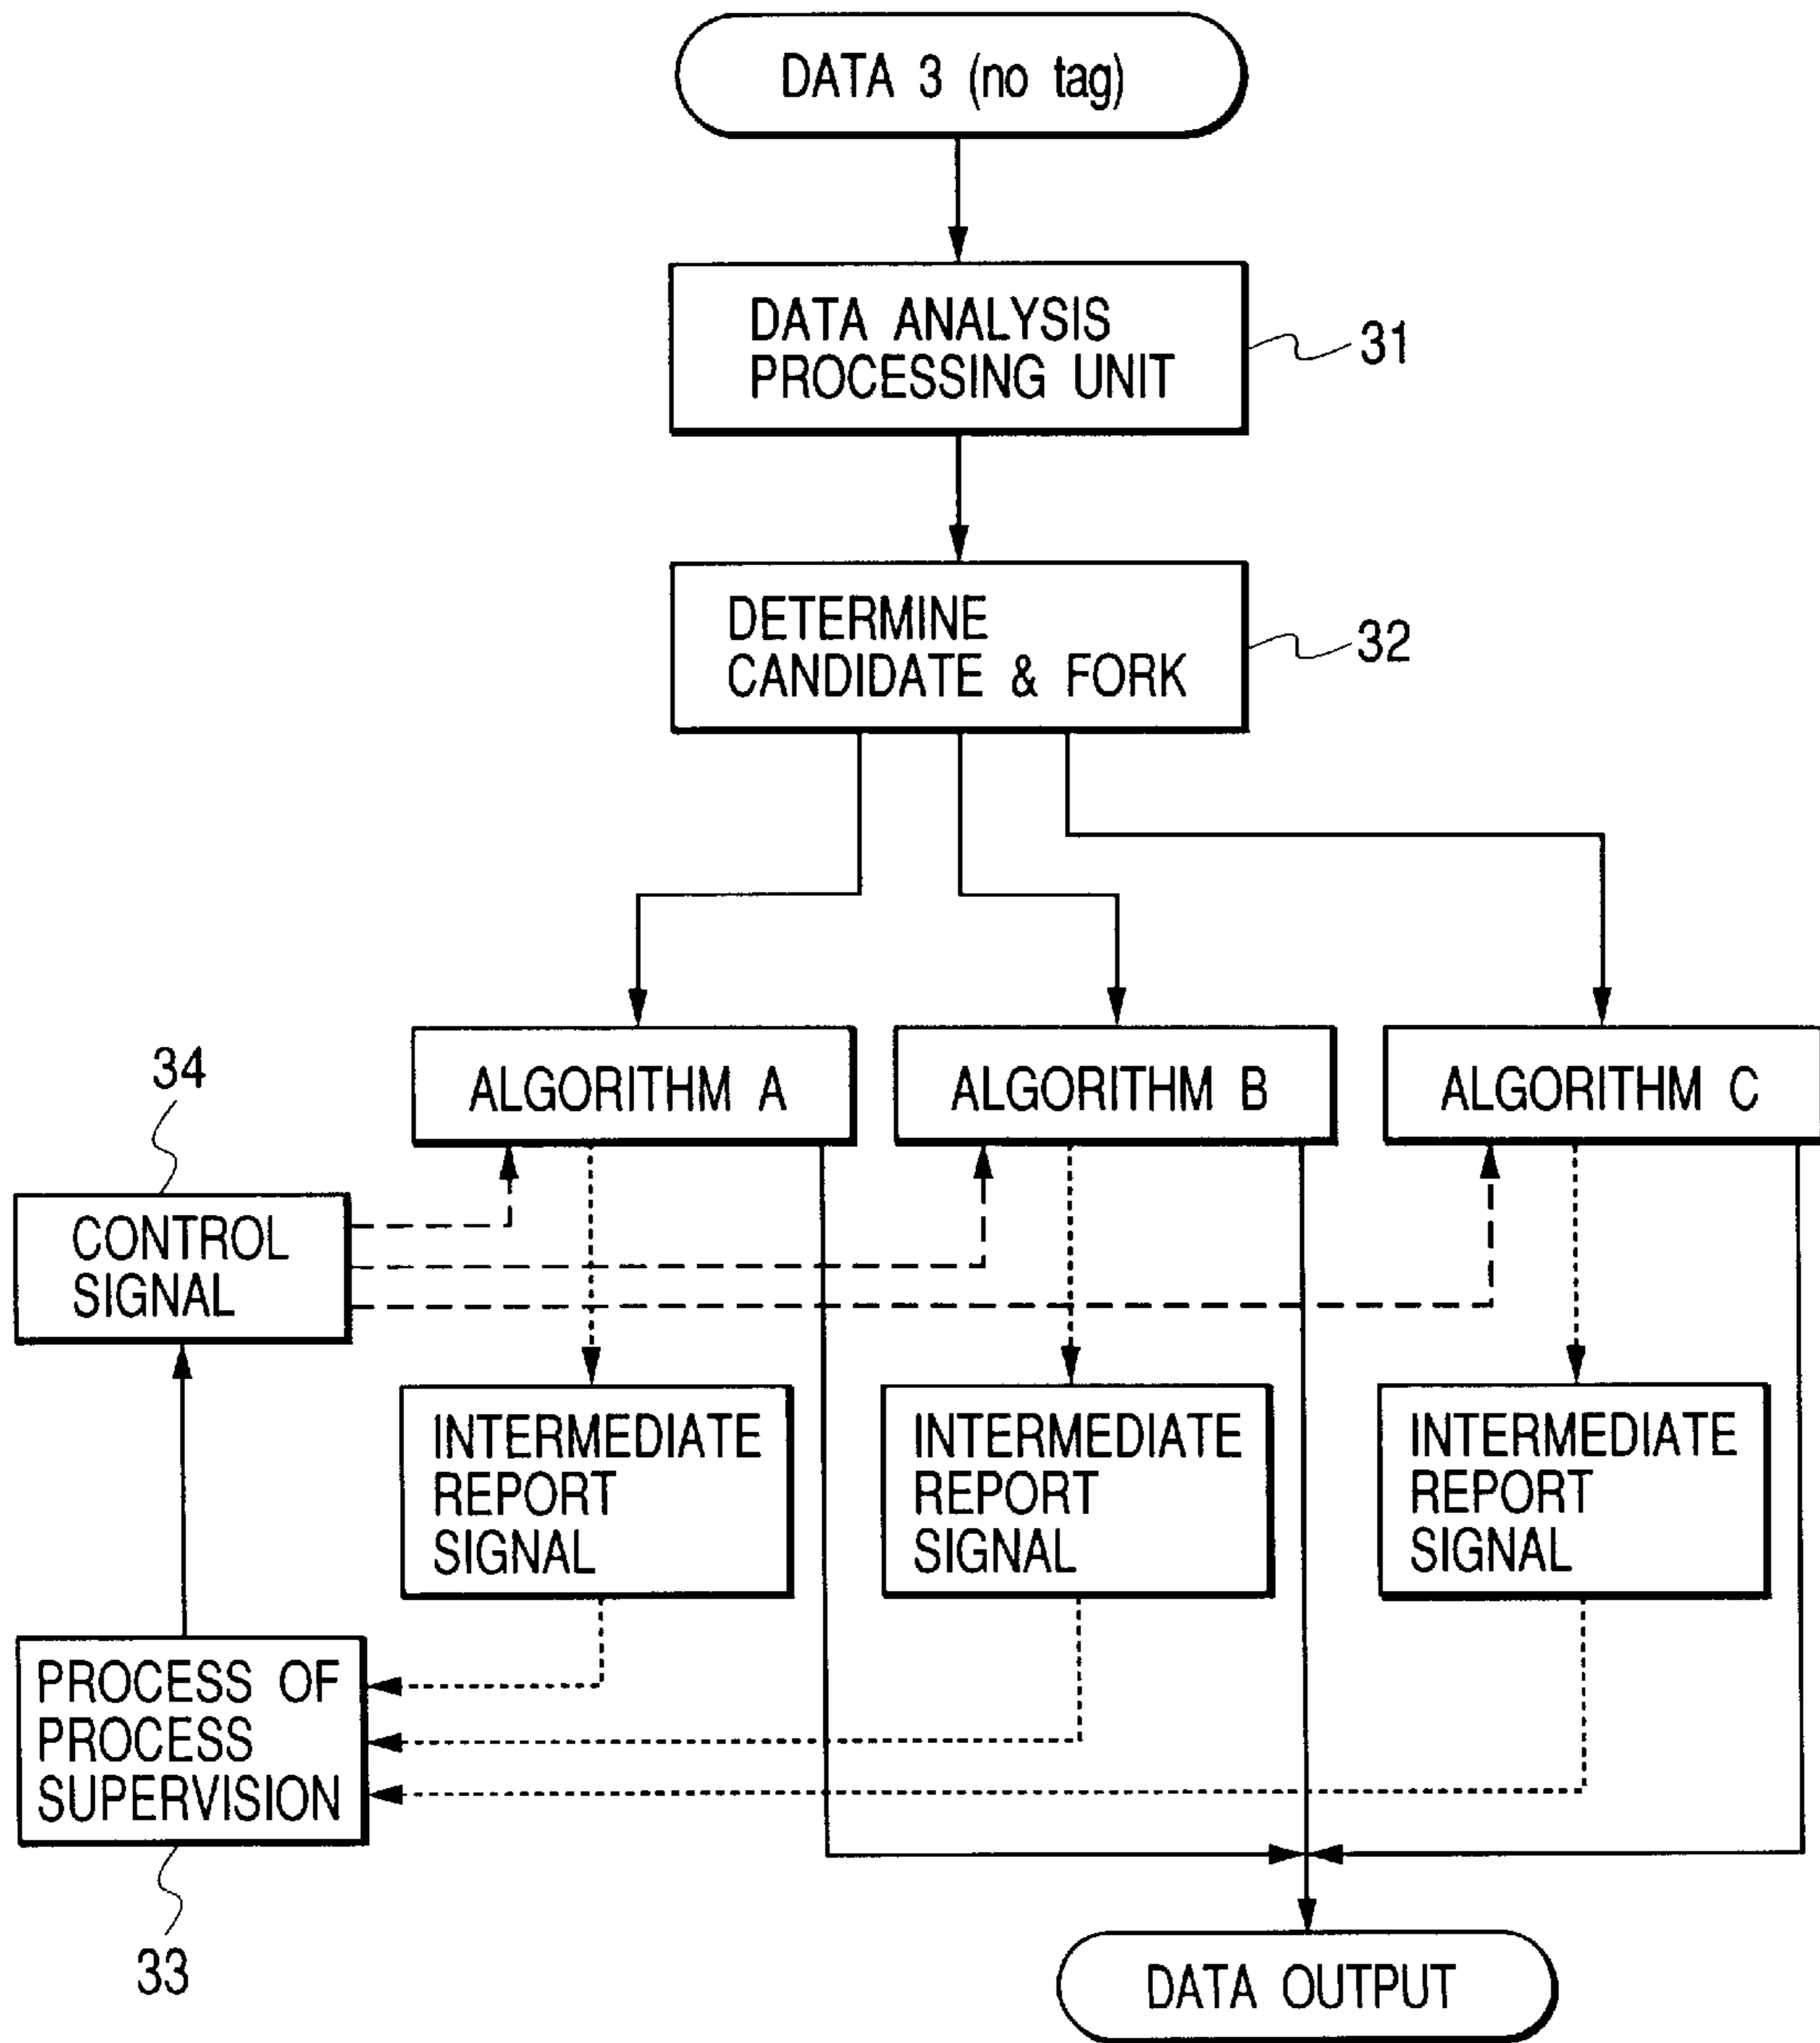 DATA 3 (no tag)
DATA ANALYSIS
PROCESSING UNIT
31
DETERMINE
CANDIDATE & FORK
32
ALGORITHM A
ALGORITHM B
ALGORITHM C
34
CONTROL
SIGNAL
INTERMEDIATE
REPORT
SIGNAL
INTERMEDIATE
REPORT
SIGNAL
INTERMEDIATE
REPORT
SIGNAL
PROCESS OF
PROCESS
SUPERVISION
33
DATA OUTPUT